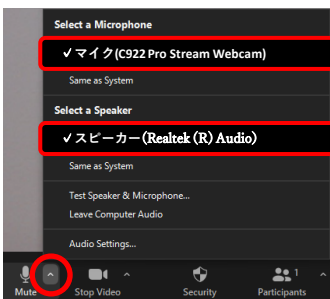 Select a Microphone
✓マイク(C922 Pro Stream Webcam)
Same as System
Select a Speaker
✓スピーカー(Realtek (R) Audio)
Same as System
Test Speaker & Microphone...
Leave Computer Audio
Audio Settings...
1
Mute Stop Video Security Participants